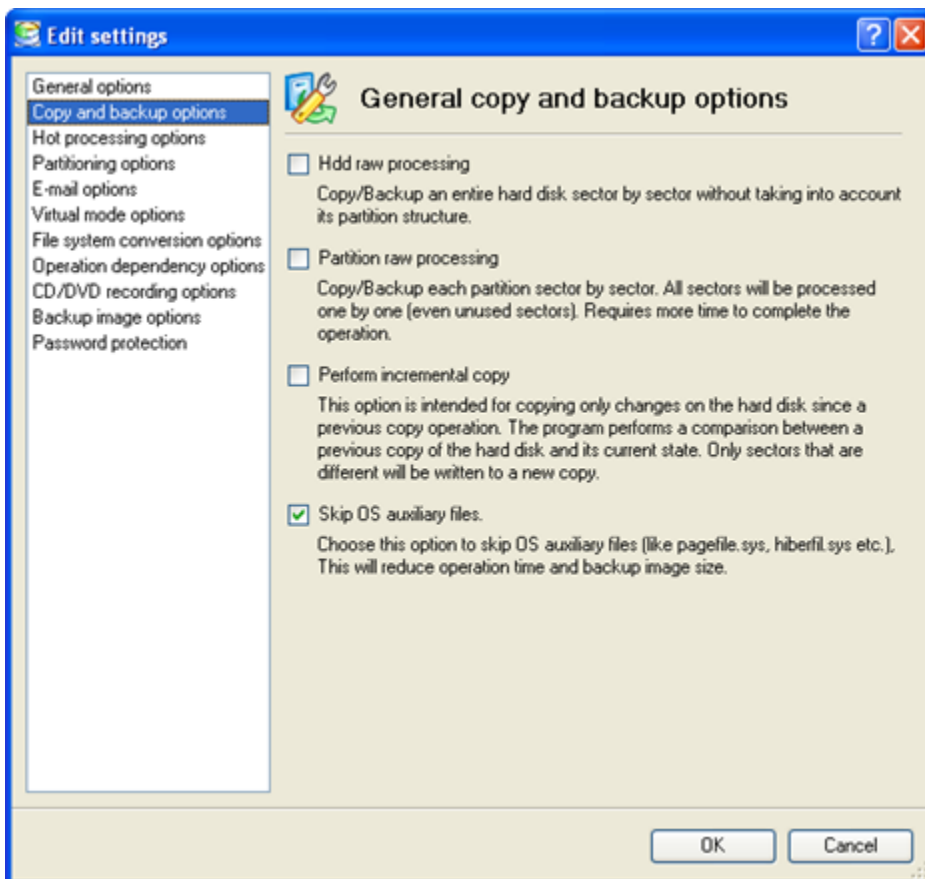 Edit settings
General options
Copy and backup options
Hot processing options
Partitioning options
E-mail options
Virtual mode options
File system conversion options
Operation dependency options
CD/DVD recording options
Backup image options
Password protection
General copy and backup options
Hdd raw processing
Copy/Backup an entire hard disk sector by sector without taking into account
its partition structure.
Partition raw processing
Copy/Backup each partition sector by sector. All sectors will be processed
one by one (even unused sectors). Requires more time to complete the
operation.
Perform incremental copy
This option is intended for copying only changes on the hard disk since a
previous copy operation. The program performs a comparison between a
previous copy of the hard disk and its current state. Only sectors that are
different will be written to a new copy.
Skip OS auxiliary files.
Choose this option to skip OS auxiliary files (like pagefile.sys, hiberfil.sys etc.),
This will reduce operation time and backup image size.
OK
Cancel